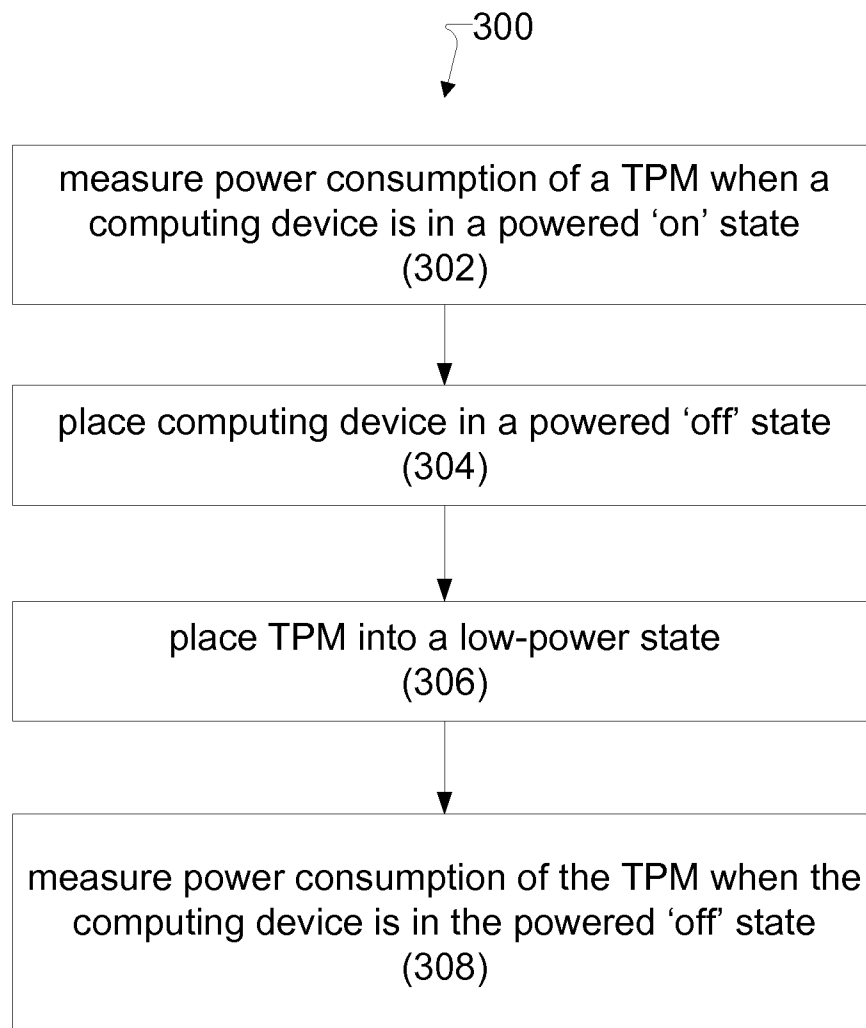 300
measure power consumption of a TPM when a
computing device is in a powered ‘on’ state
(302)
place computing device in a powered ‘off’ state
(304)
place TPM into a low-power state
(306)
measure power consumption of the TPM when the
computing device is in the powered ‘off’ state
(308)